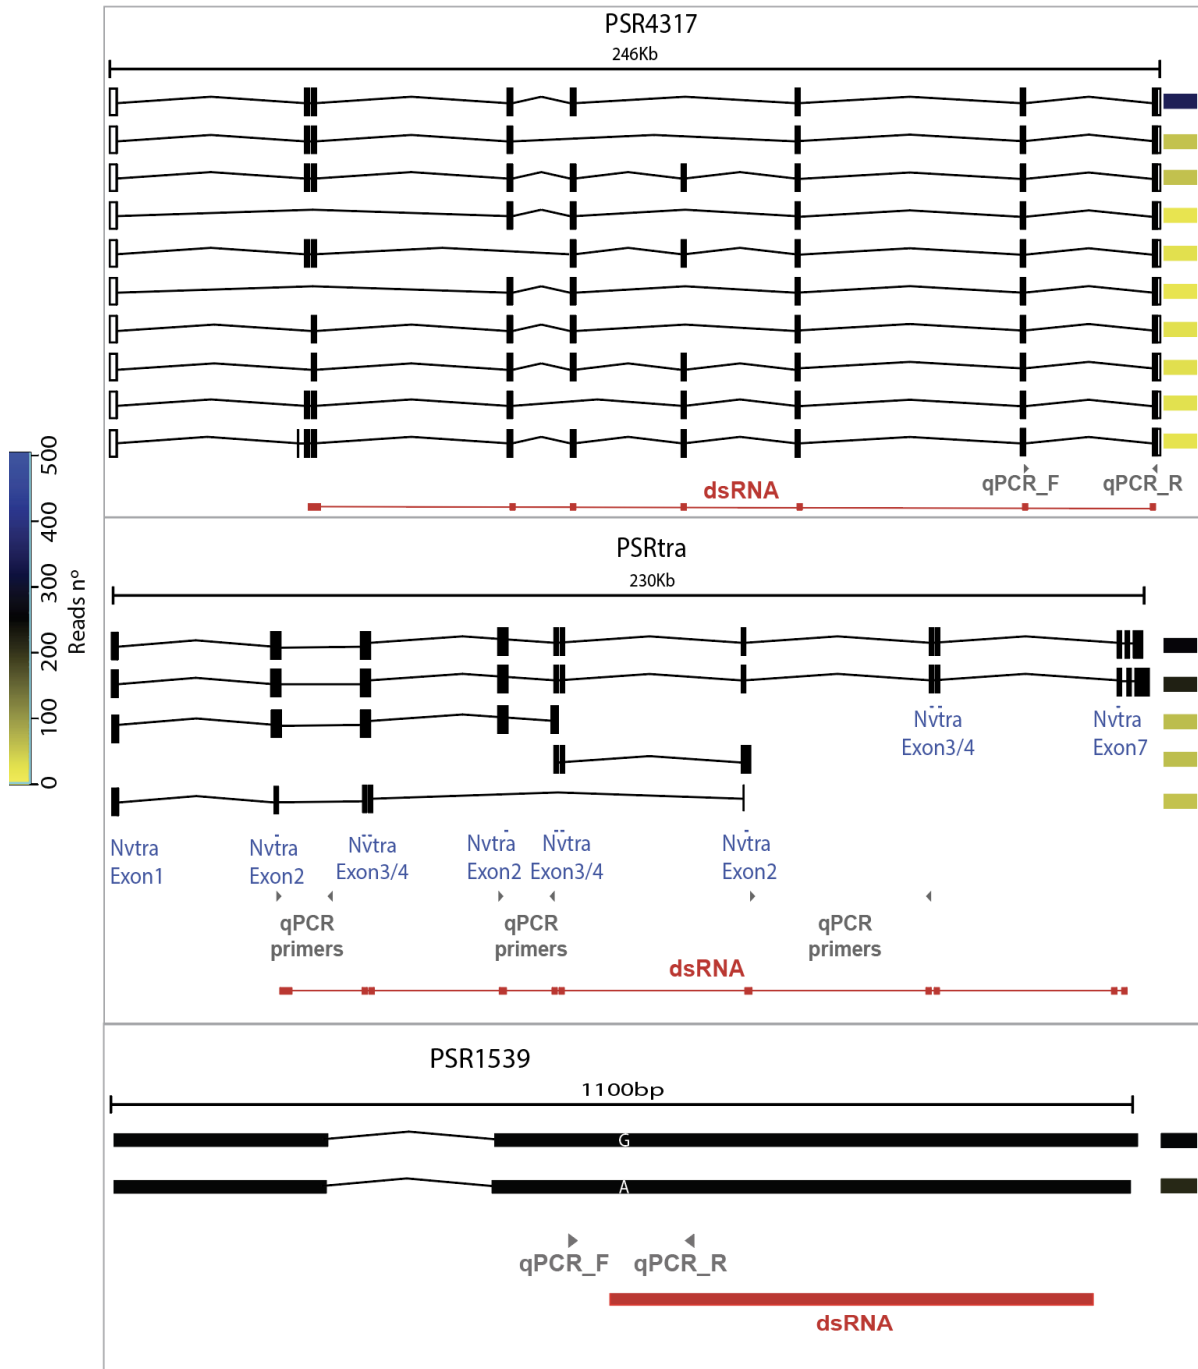 PSR4317
246Kb
qPCR_F qPCR_R
dsRNA
500
400
300
200
100
0
Reads nº
PSRtra
230Kb
Nvtra Nvtra
Exon3/4 Exon7
Nvtra Nvtra Nvtra Nvtra Nvtra Nvtra
Exon1 Exon2 Exon3/4 Exon2 Exon3/4 Exon2
qPCR qPCR qPCR
primers primers primers
dsRNA
PSR1539
1100bp
G
A
qPCR_F qPCR_R
dsRNA